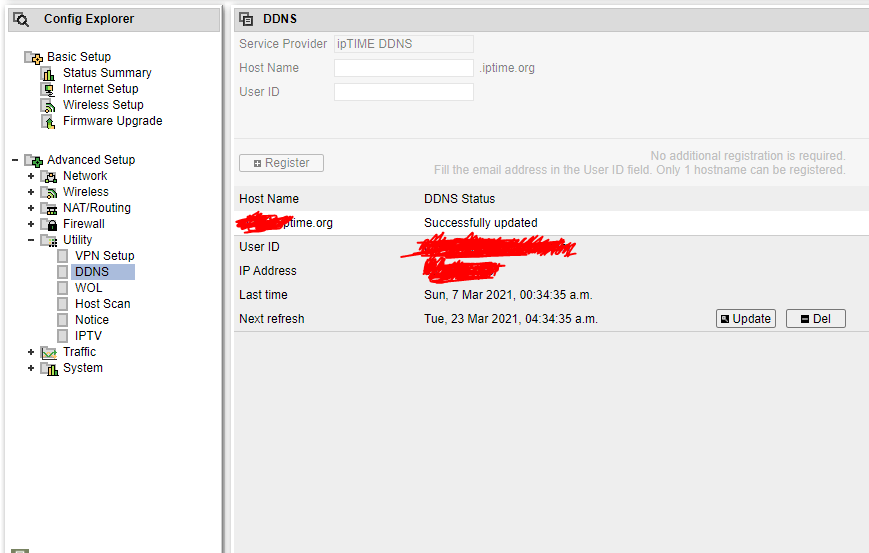 Config Explorer
Basic Setup
Status Summary
Internet Setup
Wireless Setup
Firmware Upgrade
Advanced Setup
Network
Wireless
NAT/Routing
Firewall
Utility
VPN Setup
DDNS
WOL
Host Scan
Notice
IPTV
Traffic
System
DDNS
Service Provider ipTIME DDNS
Host Name .iptime.org
User ID
Register
No additional registration is required.
Fill the email address in the User ID field. Only 1 hostname can be registered.
Host Name DDNS Status
ptime.org Successfully updated
User ID
IP Address
Last time Sun, 7 Mar 2021, 00:34:35 a.m.
Next refresh Tue, 23 Mar 2021, 04:34:35 a.m. Update Del